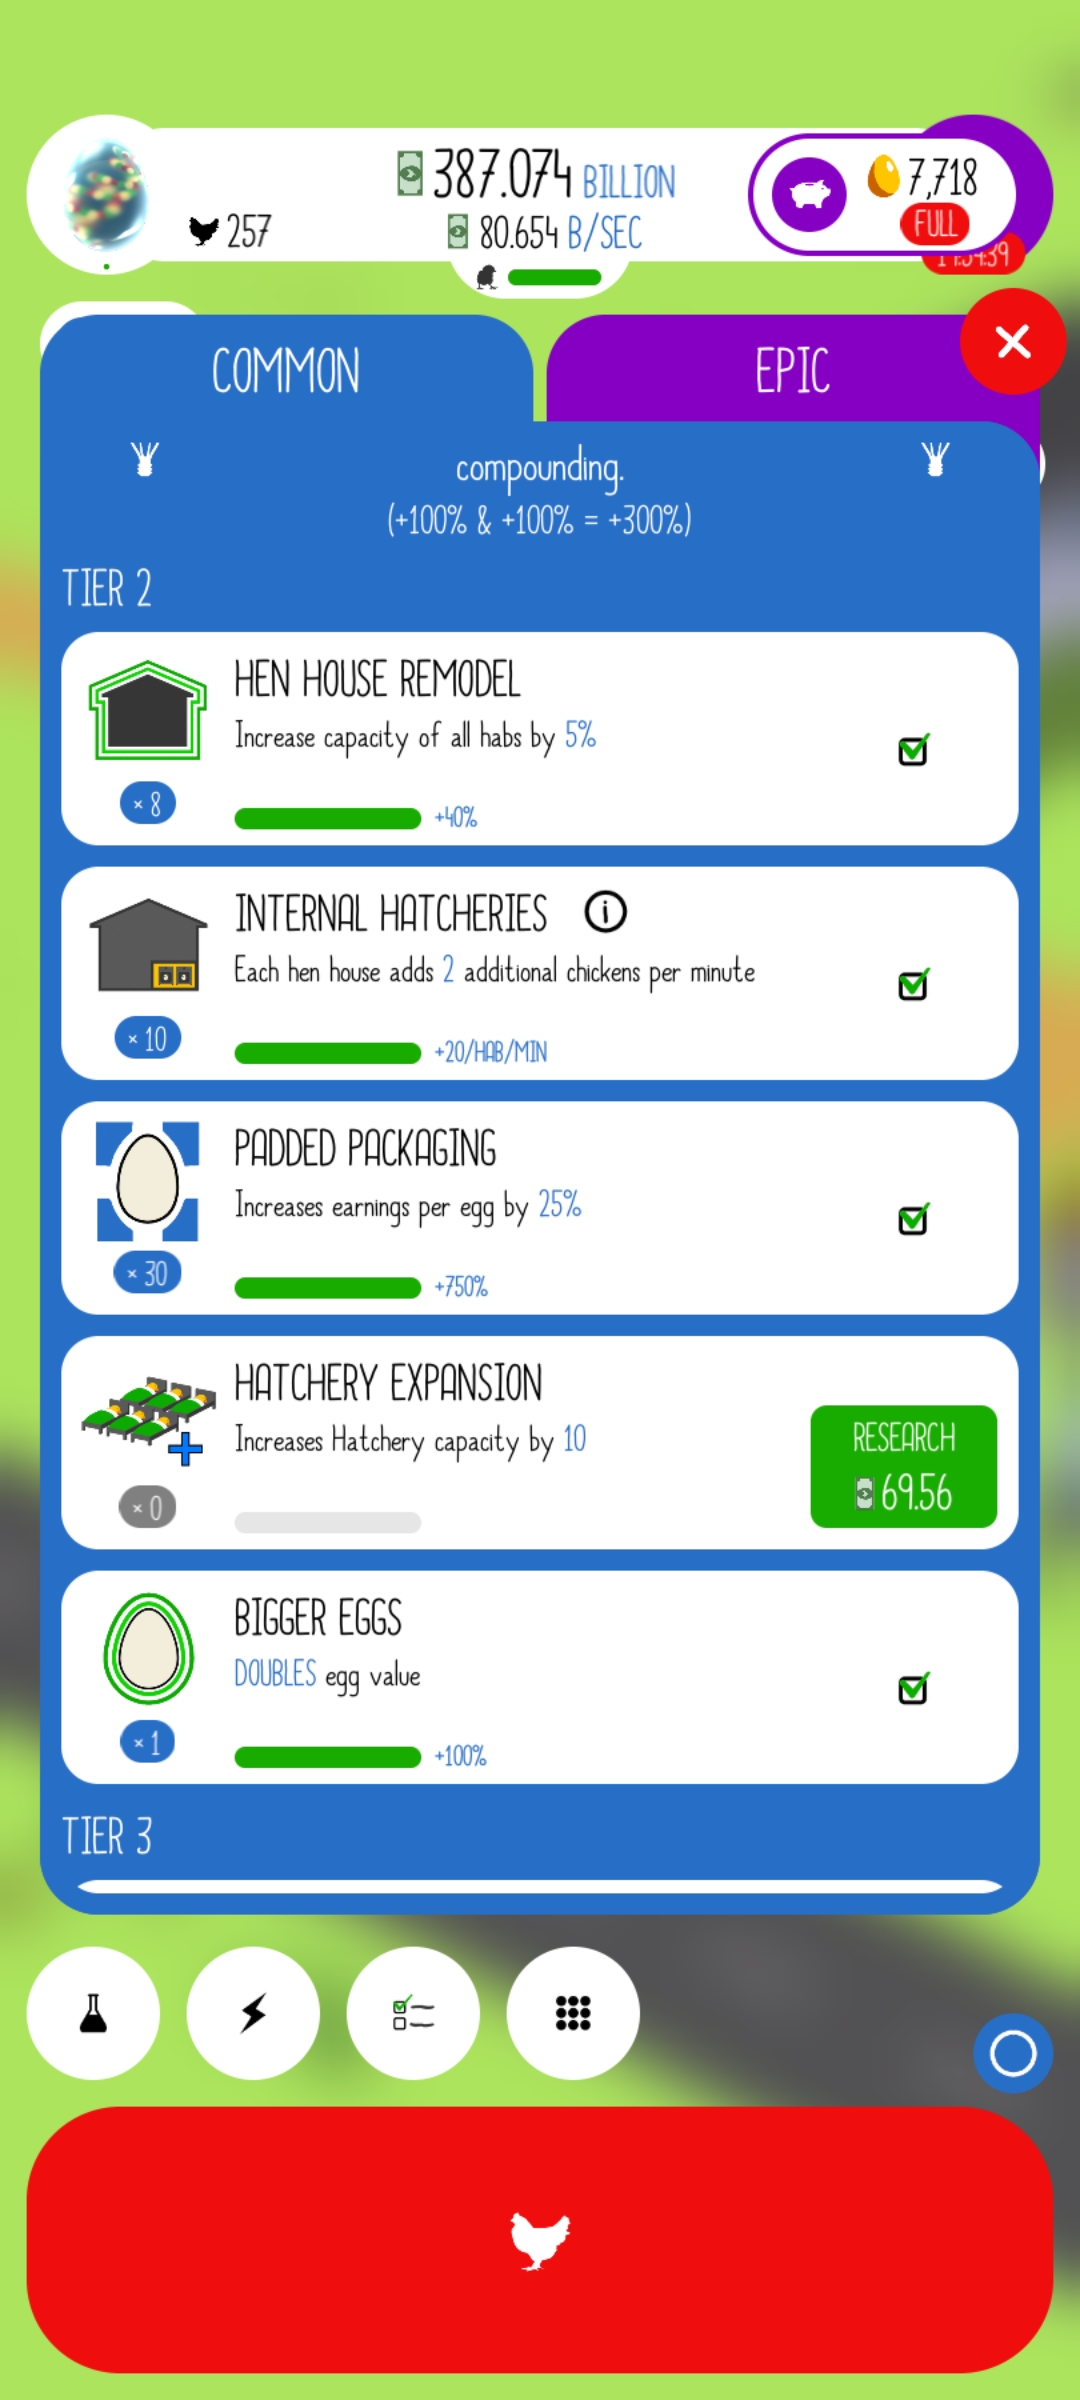 387.074 BILLION
257
80.654 B/SEC
7,718
FULL
COMMON
EPIC
compounding.
(+100% & +100% = +300%)
TIER 2
HEN HOUSE REMODEL
Increase capacity of all habs by 5%
× 8
+40%
INTERNAL HATCHERIES
Each hen house adds 2 additional chickens per minute
× 10
+20/HAB/MIN
PADDED PACKAGING
Increases earnings per egg by 25%
× 30
+750%
HATCHERY EXPANSION
Increases Hatchery capacity by 10
RESEARCH
69.56
× 0
BIGGER EGGS
DOUBLES egg value
× 1
+100%
TIER 3